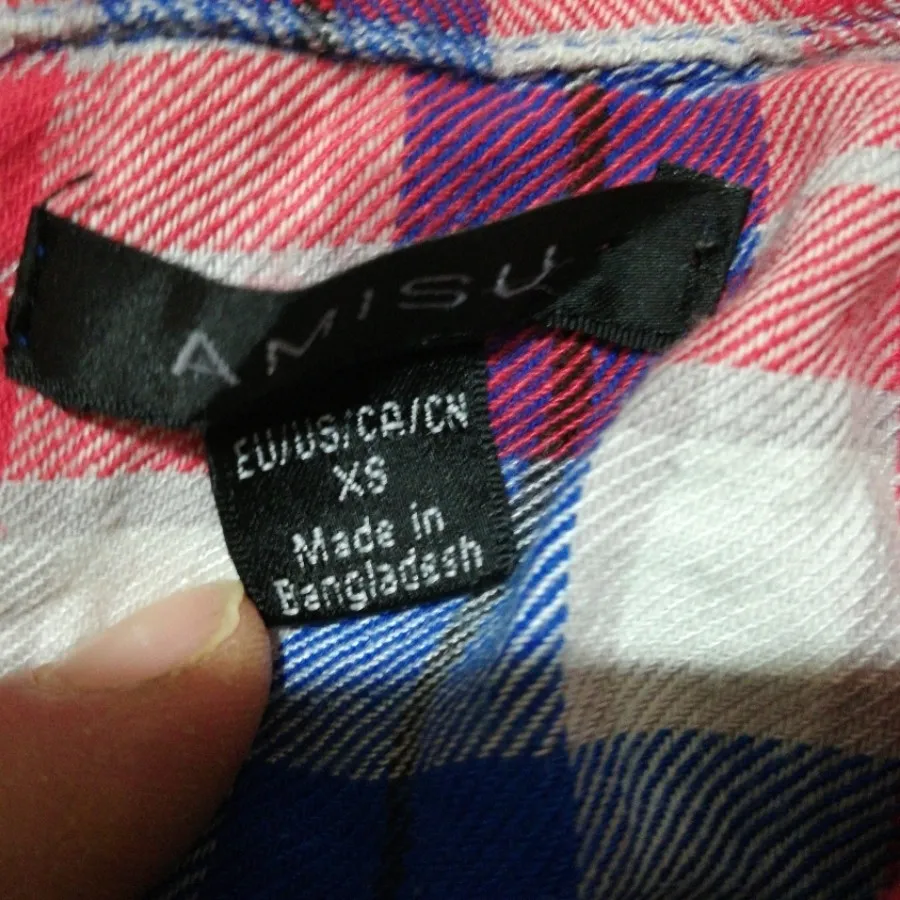 AMISU
EU/US/CA/CN
XS
Made in
Bangladesh